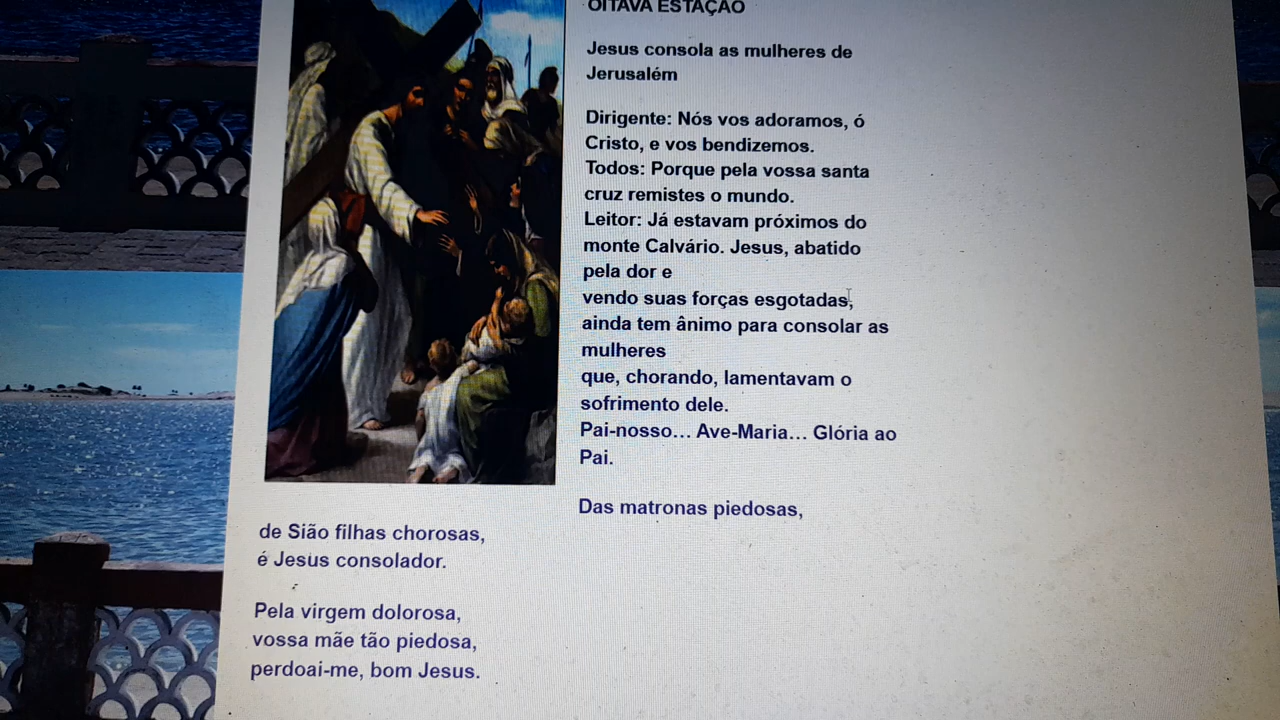 OITAVA ESTAÇÃO
Jesus consola as mulheres de
Jerusalém
Dirigente: Nós vos adoramos, ó
Cristo, e vos bendizemos.
Todos: Porque pela vossa santa
cruz remistes o mundo.
Leitor: Já estavam próximos do
monte Calvário. Jesus, abatido
pela dor e
vendo suas forças esgotadas,
ainda tem ânimo para consolar as
mulheres
que, chorando, lamentavam o
sofrimento dele.
Pai-nosso… Ave-Maria… Glória ao
Pai.
Das matronas piedosas,
de Sião filhas chorosas,
é Jesus consolador.
Pela virgem dolorosa,
vossa mãe tão piedosa,
perdoai-me, bom Jesus.